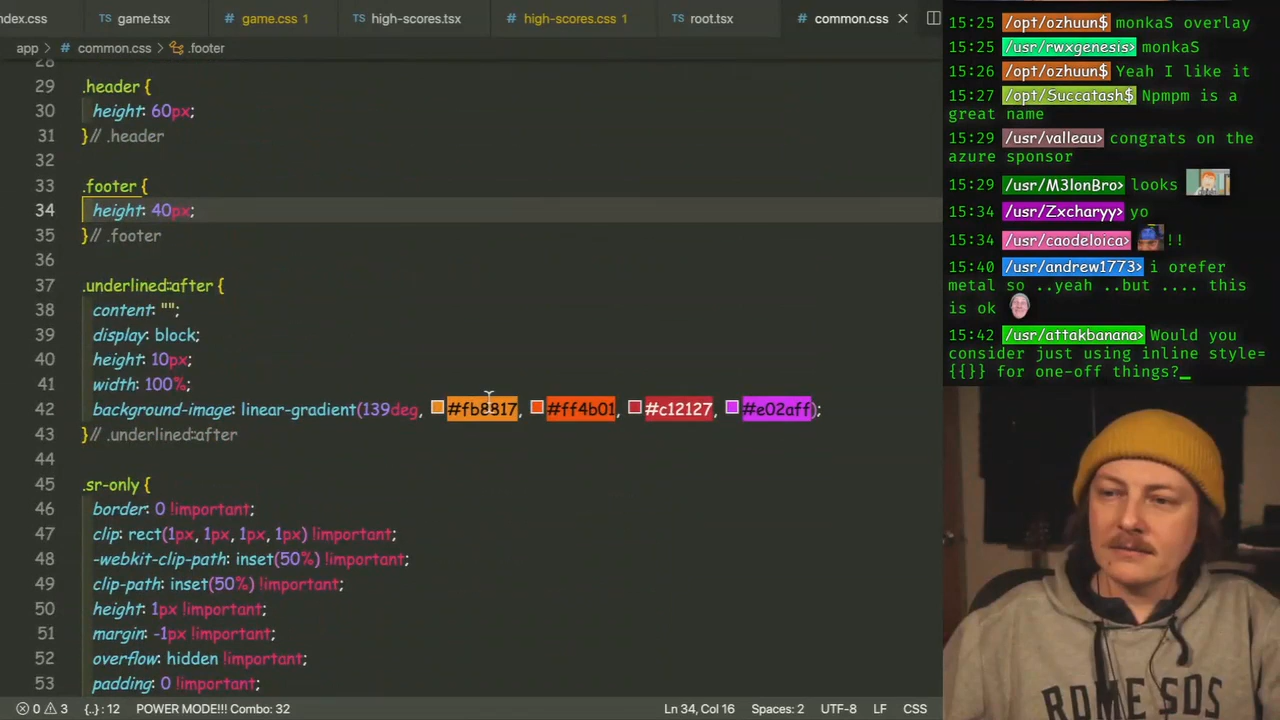 ndex.css
game.tsx
game.css 1
high-scores.tsx
high-scores.css 1
root.tsx
common.css
app › # common.css › .footer
28
29 .header {
30 height: 60px;
31 }// .header
32
33 .footer {
34 height: 40px;
35 }// .footer
36
37 .underlined::after {
38 content: "";
39 display: block;
40 height: 10px;
41 width: 100%;
42 background-image: linear-gradient(139deg, #fb8817, #ff4b01, #c12127, #e02aff);
43 }// .underlined::after
44
45 .sr-only {
46 border: 0 !important;
47 clip: rect(1px, 1px, 1px, 1px) !important;
48 -webkit-clip-path: inset(50%) !important;
49 clip-path: inset(50%) !important;
50 height: 1px !important;
51 margin: -1px !important;
52 overflow: hidden !important;
53 padding: 0 !important;
0 3 {..} : 12 POWER MODE!!! Combo: 32 Ln 34, Col 16 Spaces: 2 UTF-8 LF CSS
15:25 /opt/ozhuun$ monkaS overlay
15:25 /usr/rwxgenesis> monkaS
15:26 /opt/ozhuun$ Yeah I like it
15:27 /opt/Succatash$ Npmpm is a
great name
15:29 /usr/valleau> congrats on the
azure sponsor
15:29 /usr/M3lonBro> looks
15:34 /usr/Zxcharyy> yo
15:34 /usr/caodeloica> !!
15:40 /usr/andrew1773> i orefer
metal so ..yeah ..but .... this
is ok
15:42 /usr/attakbanana> Would you
consider just using inline style=
{{}} for one-off things?_
ROME SDS